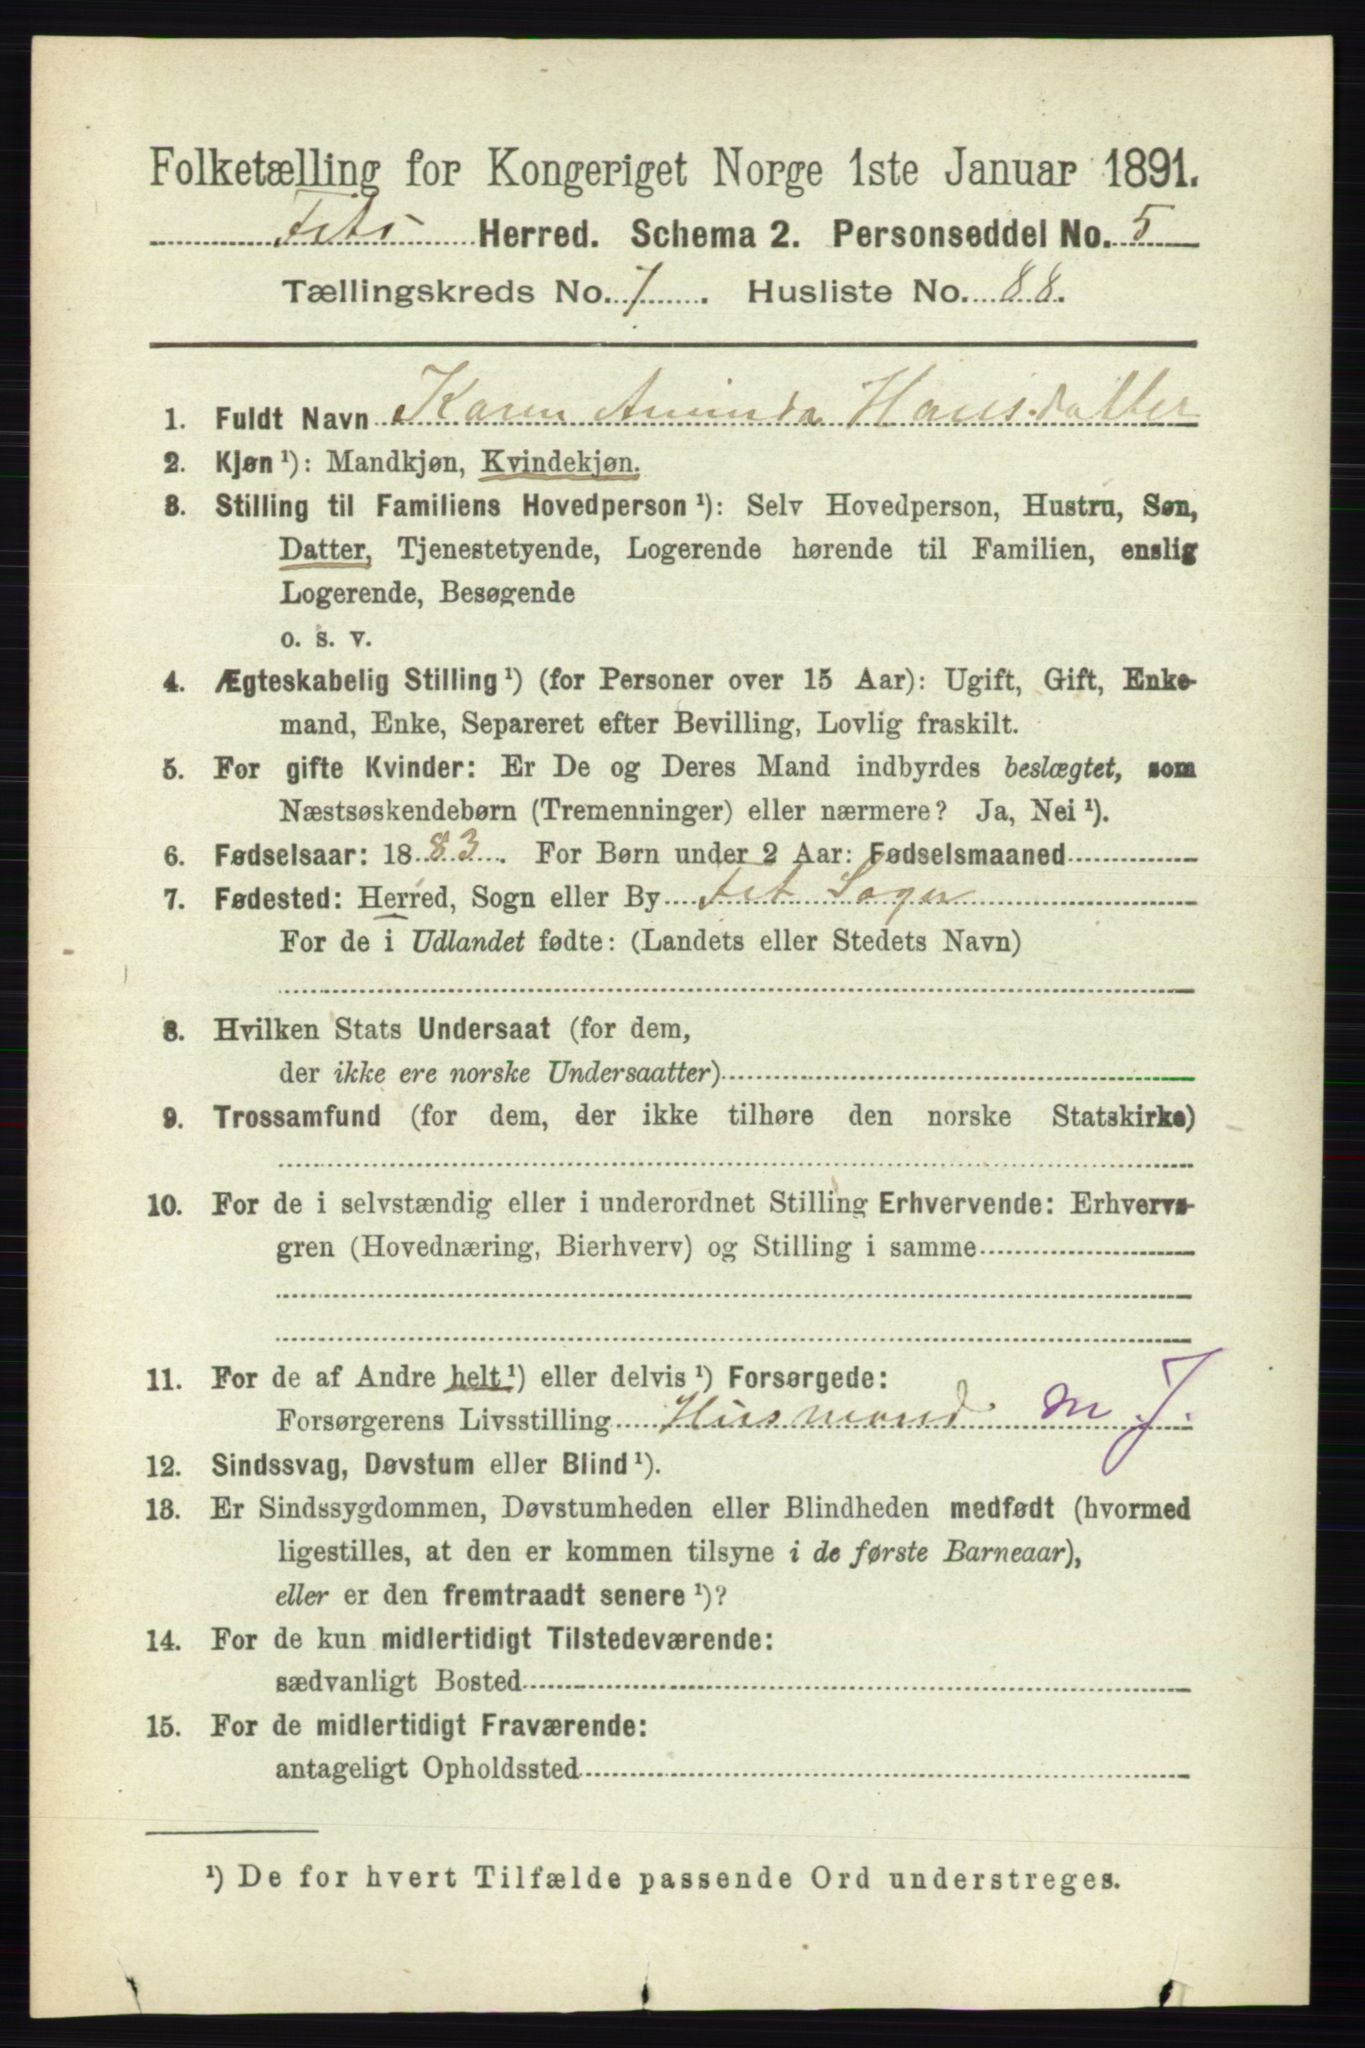 Folketælling for Kongeriget Norge 1ste Januar 1891.
Fets Herred. Schema 2. Personseddel No. 5
Tællingskreds No. 7. Husliste No. 88.
1. Fuldt Navn Karen Aminda Hansdatter
2. Kjøn ¹): Mandkjøn, Kvindekjøn.
3. Stilling til Familiens Hovedperson ¹): Selv Hovedperson, Hustru, Søn,
Datter, Tjenestetyende, Logerende hørende til Familien, enslig
Logerende, Besøgende
o. s. v.
4. Ægteskabelig Stilling ¹) (for Personer over 15 Aar): Ugift, Gift, Enke-
mand, Enke, Separeret efter Bevilling, Lovlig fraskilt.
5. For gifte Kvinder: Er De og Deres Mand indbyrdes beslægtet, som
Næstsøskendebørn (Tremenninger) eller nærmere? Ja, Nei ¹).
6. Fødselsaar: 1883. For Børn under 2 Aar: Fødselsmaaned
7. Fødested: Herred, Sogn eller By Fet Sogn
For de i Udlandet fødte: (Landets eller Stedets Navn)
8. Hvilken Stats Undersaat (for dem,
der ikke ere norske Undersaatter)
9. Trossamfund (for dem, der ikke tilhøre den norske Statskirke)
10. For de i selvstændig eller i underordnet Stilling Erhvervende: Erhvervs-
gren (Hovednæring, Bierhverv) og Stilling i samme
11. For de af Andre helt ¹) eller delvis ¹) Forsørgede:
Forsørgerens Livsstilling Husmand m J.
12. Sindssvag, Døvstum eller Blind ¹).
13. Er Sindssygdommen, Døvstumheden eller Blindheden medfødt (hvormed
ligestilles, at den er kommen tilsyne i de første Barneaar),
eller er den fremtraadt senere ¹)?
14. For de kun midlertidigt Tilstedeværende:
sædvanligt Bosted
15. For de midlertidigt Fraværende:
antageligt Opholdssted
¹) De for hvert Tilfælde passende Ord understreges.